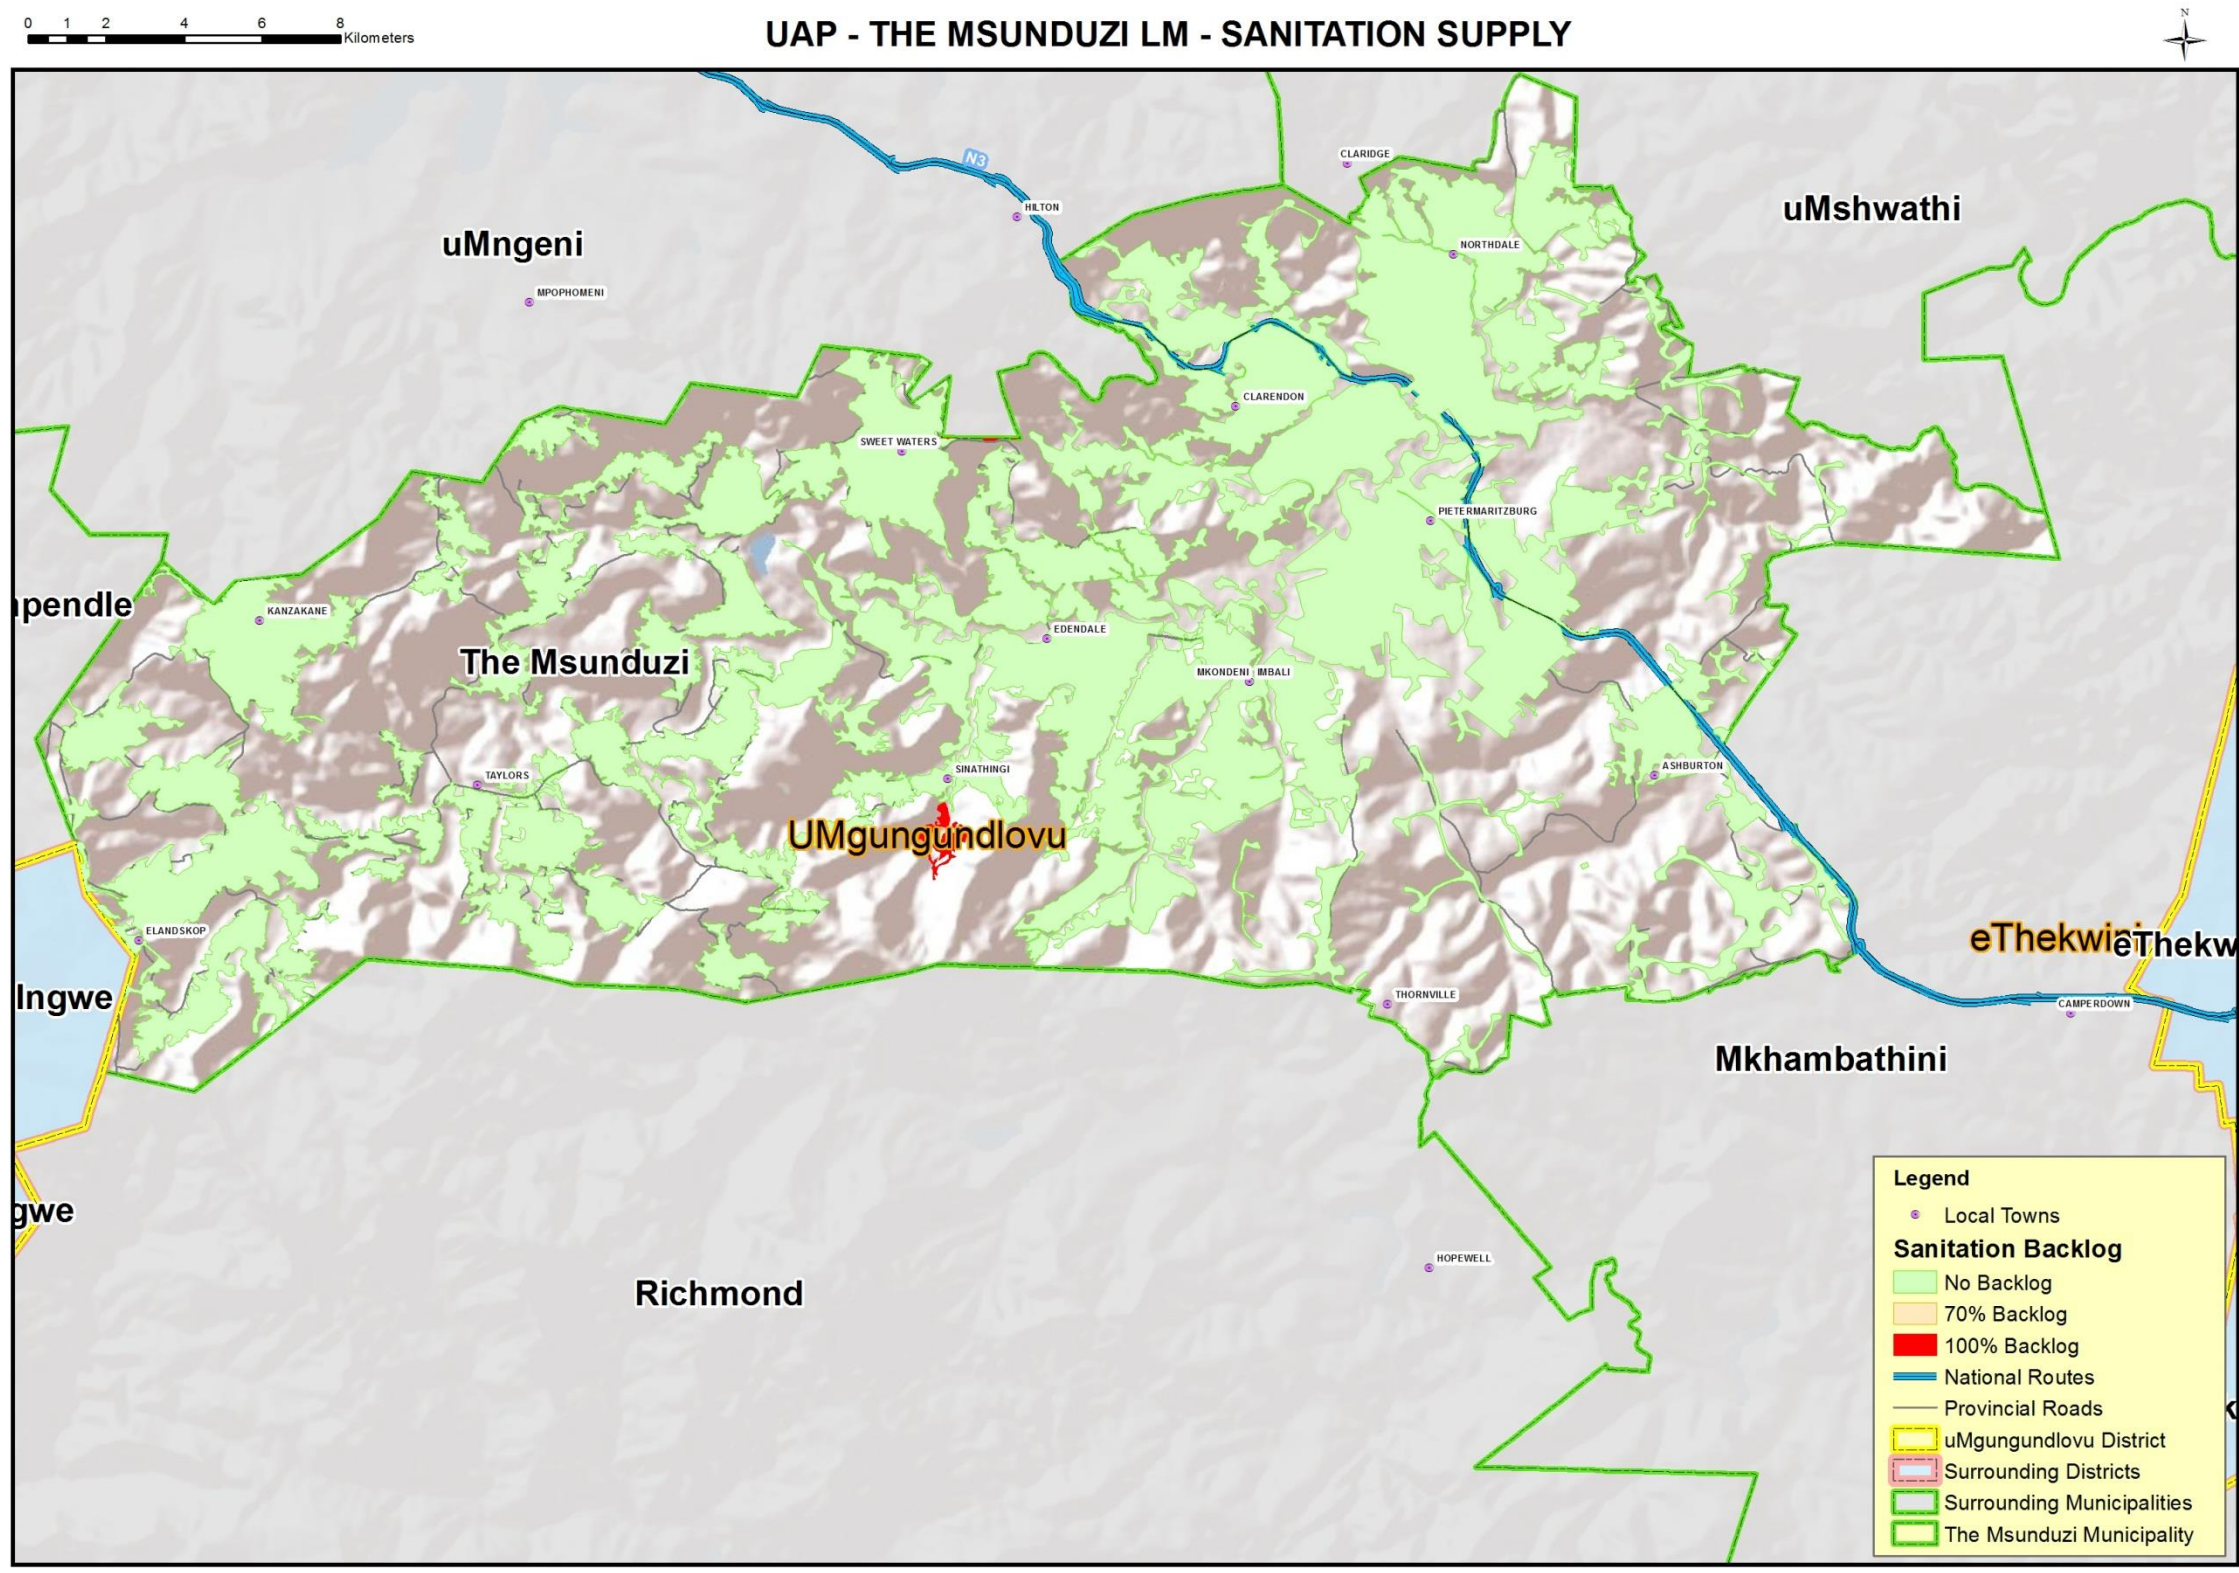 0 1 2 4 6 8
Kilometers
UAP - THE MSUNDUZI LM - SANITATION SUPPLY
N
N3
CLARIDGE
HILTON
uMshwathi
uMngeni
NORTHDALE
MPOPHOMENI
CLARENDON
SWEET WATERS
PIETERMARITZBURG
pendle
KANZAKANE
EDENDALE
The Msunduzi
MKONDENI IMBALI
ASHBURTON
TAYLORS
SINATHINGI
UMgungundlovu
ELANDSKOP
eThekwini
eThekw
Ingwe
THORNVILLE
CAMPERDOWN
Mkhambathini
gwe
HOPEWELL
Richmond
Legend
Local Towns
Sanitation Backlog
No Backlog
70% Backlog
100% Backlog
National Routes
Provincial Roads
uMgungundlovu District
Surrounding Districts
Surrounding Municipalities
The Msunduzi Municipality